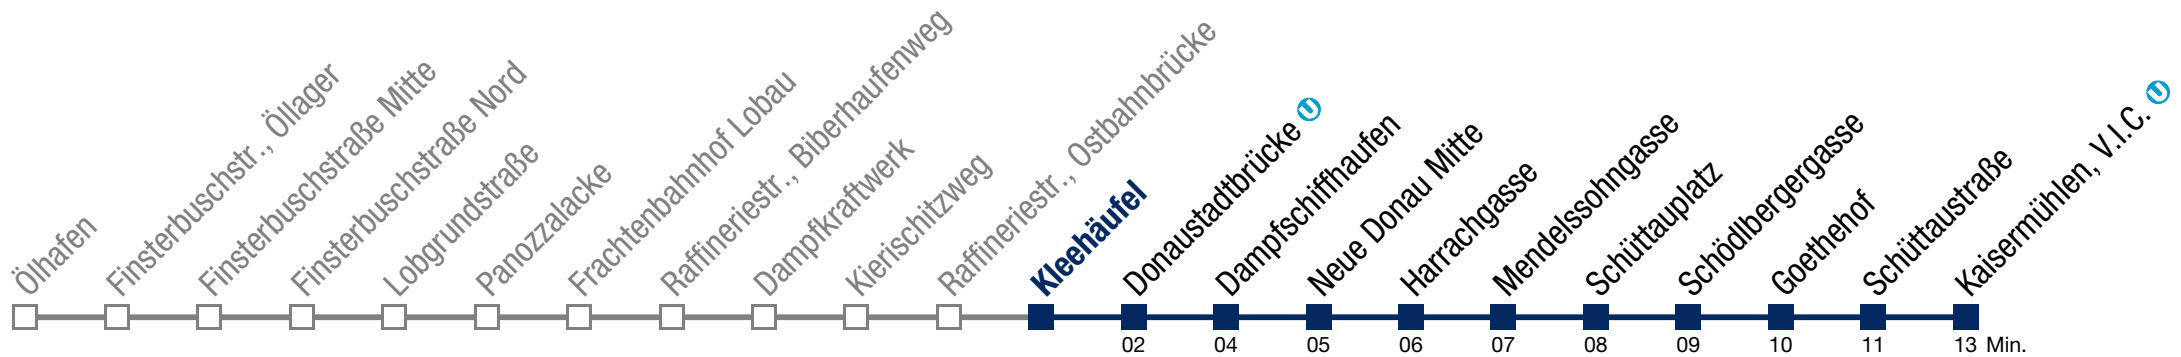 Ölhafen
Finsterbuschstr., Öllager
Finsterbuschstraße Mitte
Finsterbuschstraße Nord
Lobgrundstraße
Panozzalacke
Frachtenbahnhof Lobau
Raffineriestr., Biberhaufenweg
Dampfkraftwerk
Kierischitzweg
Raffineriestr., Ostbahnbrücke
Kleehäufel
Donaustadtbrücke U
Dampfschiffhaufen
Neue Donau Mitte
Harrachgasse
Mendelssohngasse
Schüttauplatz
Schödlbergergasse
Goethehof
Schüttaustraße
Kaisermühlen, V.I.C. U
02 04 05 06 07 08 09 10 11 13 Min.